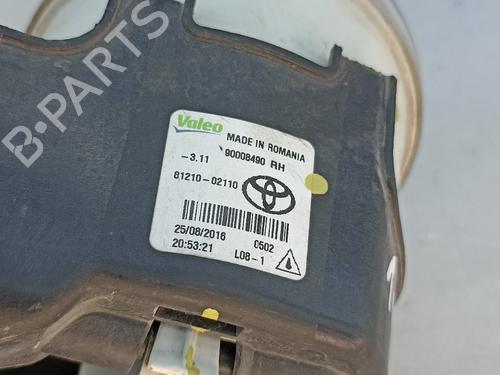 B-PARTS
Valeo
MADE IN ROMANIA
90008490 RH
-3.11
81210-02110
25/08/2016 0502
20:53:21 L08-1